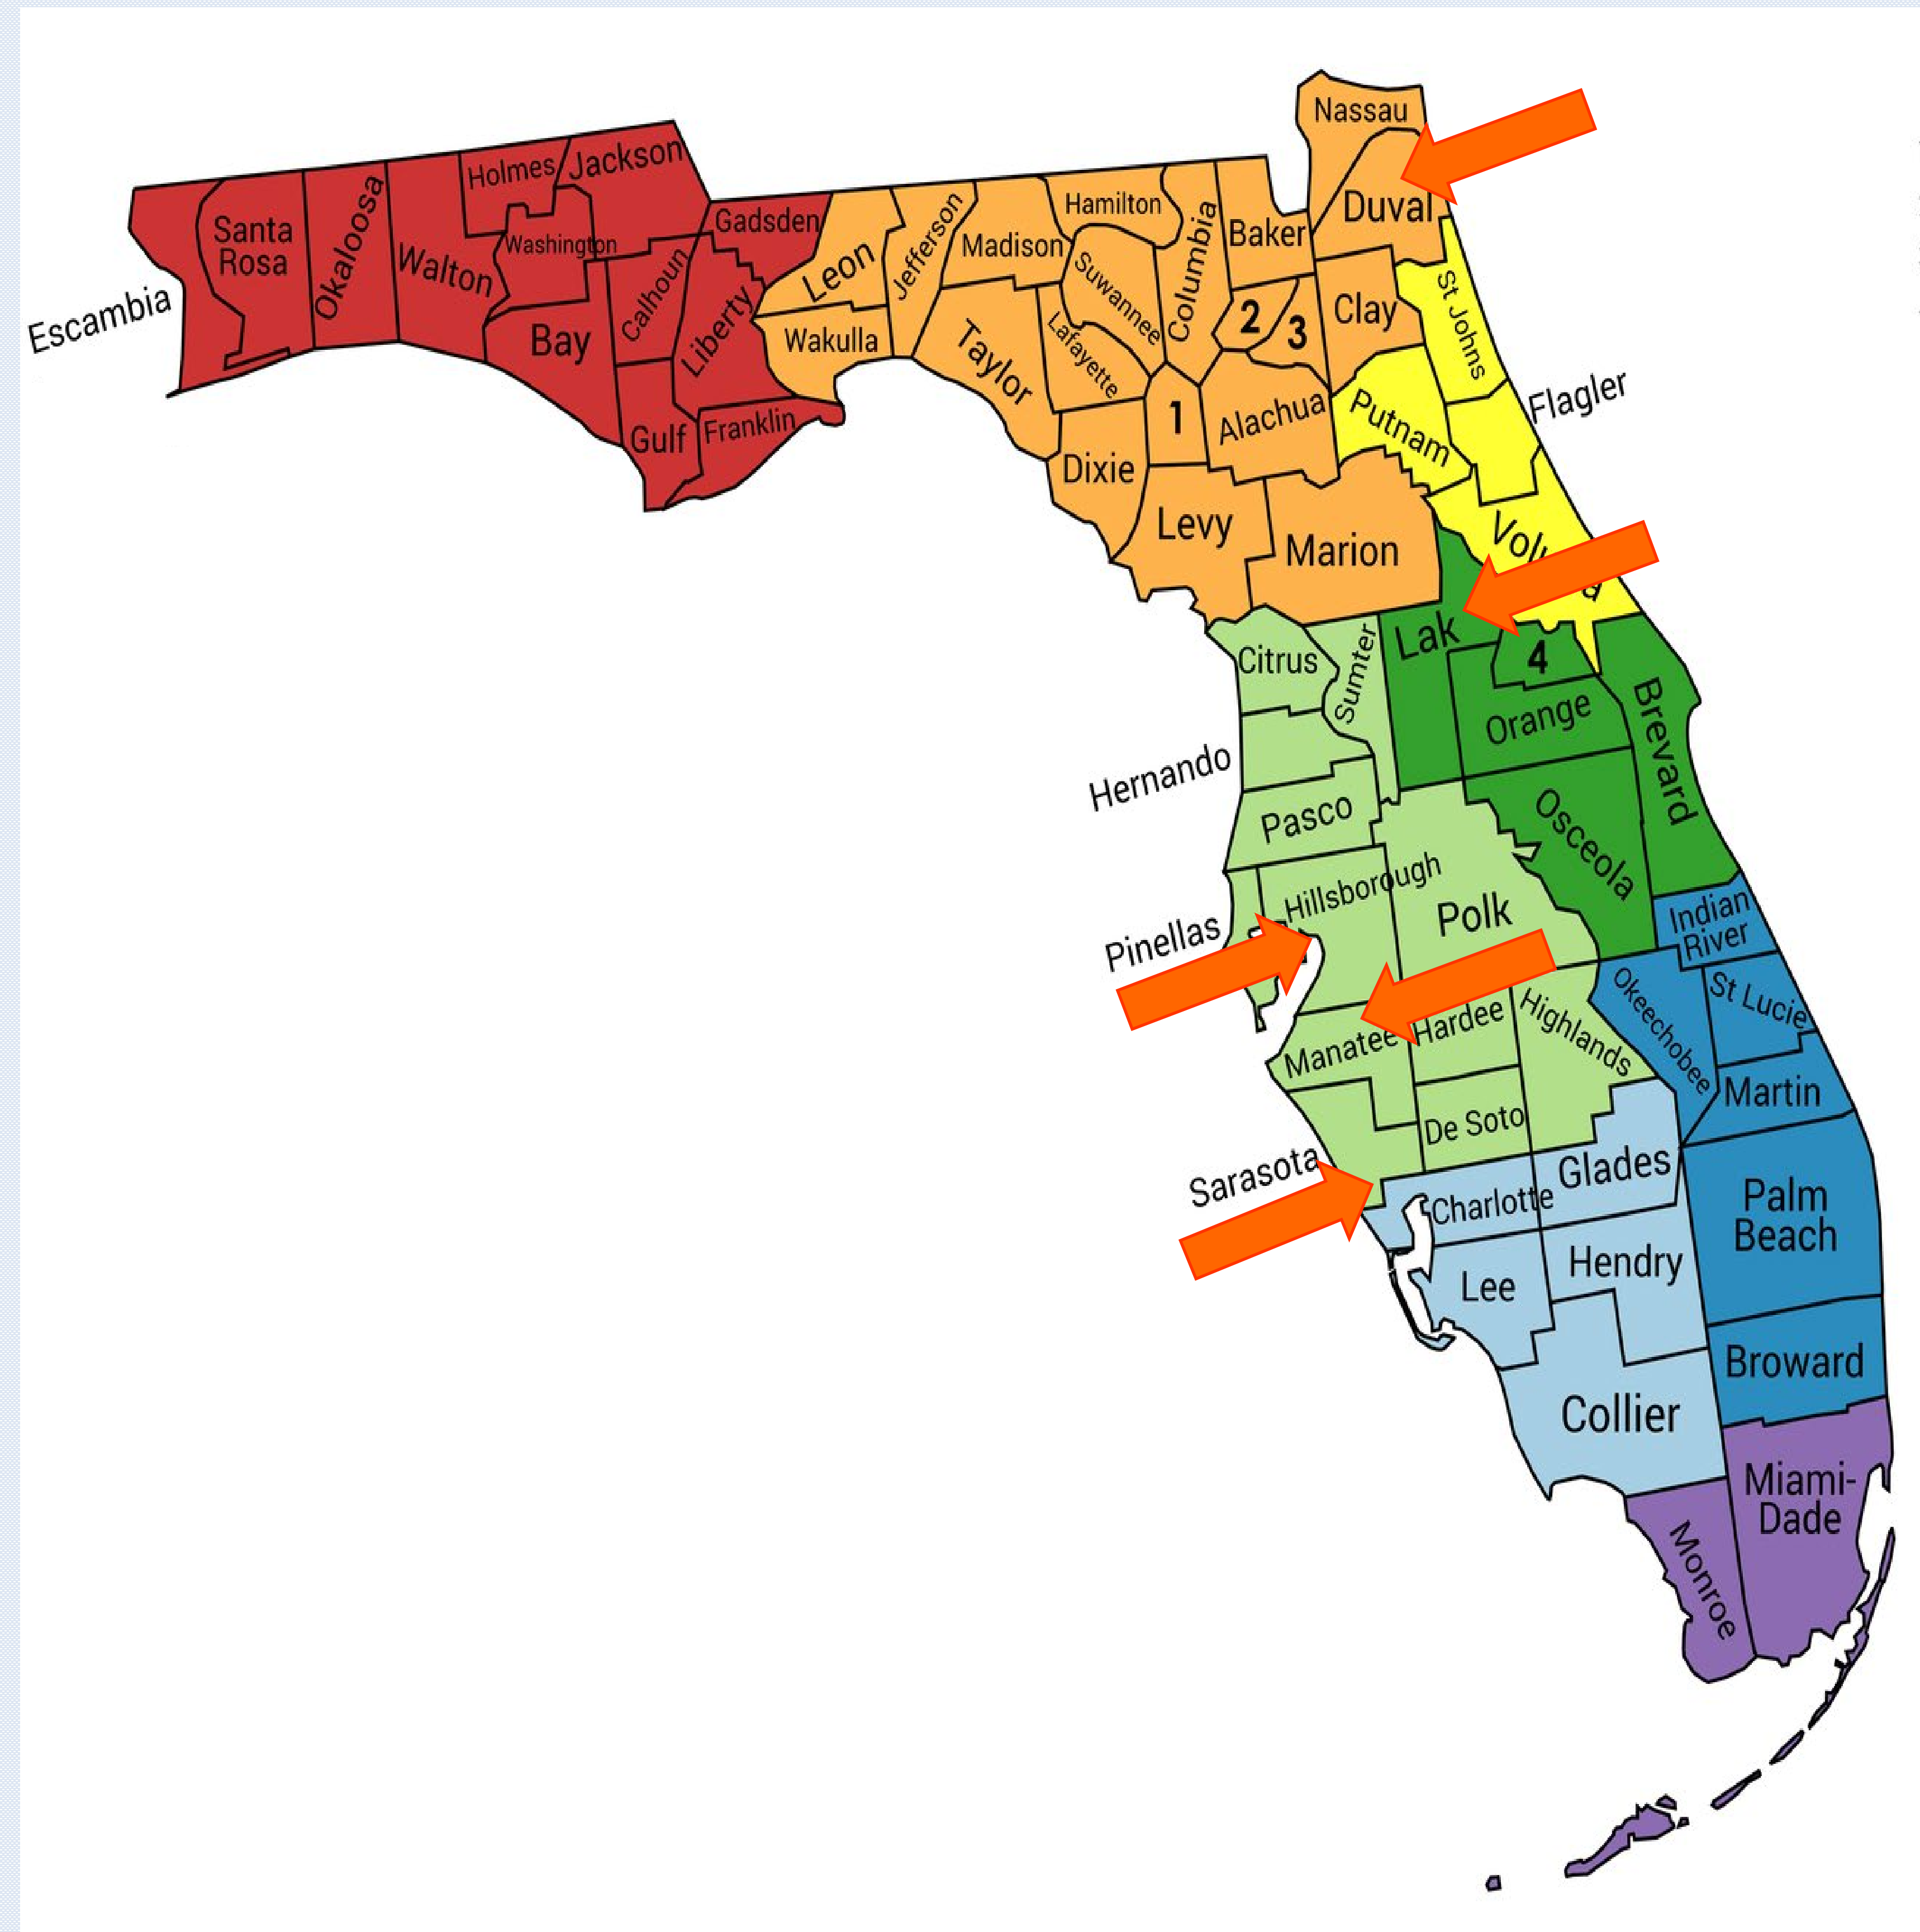 Nassau
Duval
Holmes
Jackson
Santa
Rosa
Okaloosa
Walton
Washington
Gadsden
Escambia
Bay
Calhoun
Liberty
Gulf
Franklin
Leon
Jefferson
Madison
Hamilton
Suwannee
Columbia
Baker
Wakulla
Taylor
Lafayette
2
3
Clay
St Johns
1
Alachua
Putnam
Flagler
Dixie
Levy
Marion
Citrus
Sumter
Lak
4
Orange
Brevard
Hernando
Pasco
Osceola
Hillsborough
Polk
Pinellas
Indian
River
Manatee
Hardee
Highlands
Okeechobee
St Lucie
Martin
De Soto
Sarasota
Charlotte
Glades
Palm
Beach
Lee
Hendry
Broward
Collier
Miami-
Dade
Monroe